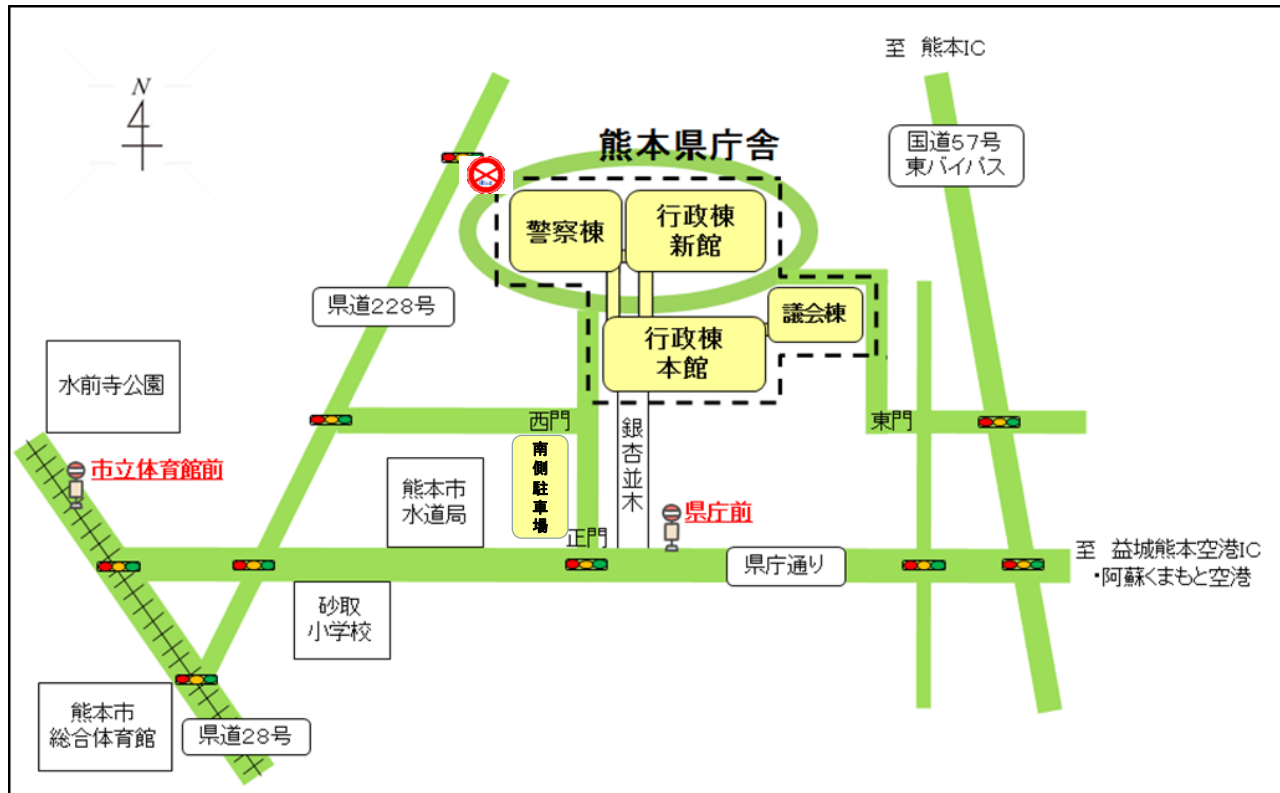 至 熊本IC
N
熊本県庁舎
国道57号
東バイパス
警察棟
行政棟
新館
県道228号
議会棟
行政棟
本館
水前寺公園
西門
東門
銀杏並木
南側駐車場
市立体育館前
熊本市
水道局
県庁前
正門
県庁通り
至 益城熊本空港IC
・阿蘇くまもと空港
砂取
小学校
熊本市
総合体育館
県道28号